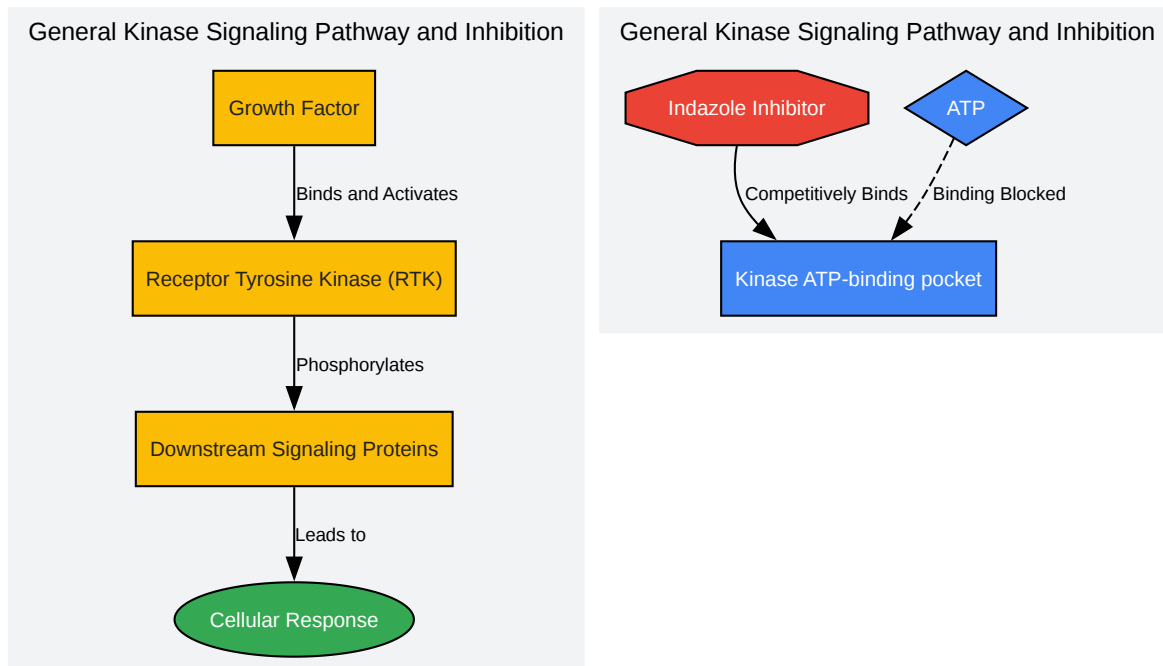 General Kinase Signaling Pathway and Inhibition
Growth Factor
Binds and Activates
Receptor Tyrosine Kinase (RTK)
Phosphorylates
Downstream Signaling Proteins
Leads to
Cellular Response
General Kinase Signaling Pathway and Inhibition
Indazole Inhibitor
ATP
Competitively Binds
Binding Blocked
Kinase ATP-binding pocket